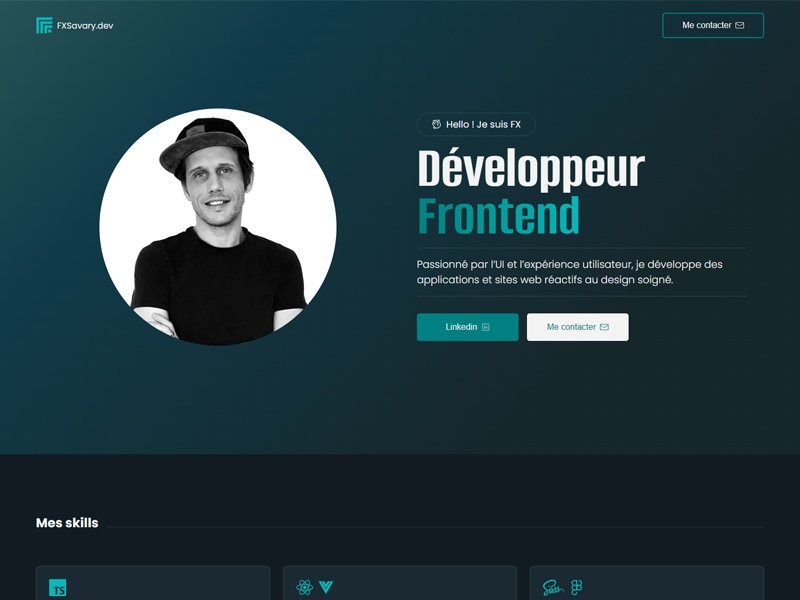 FXSavary.dev
Me contacter
Hello ! Je suis FX
Développeur
Frontend
Passionné par l'UI et l'expérience utilisateur, je développe des
applications et sites web réactifs au design soigné.
Linkedin
Me contacter
Mes skills
TS
Sass